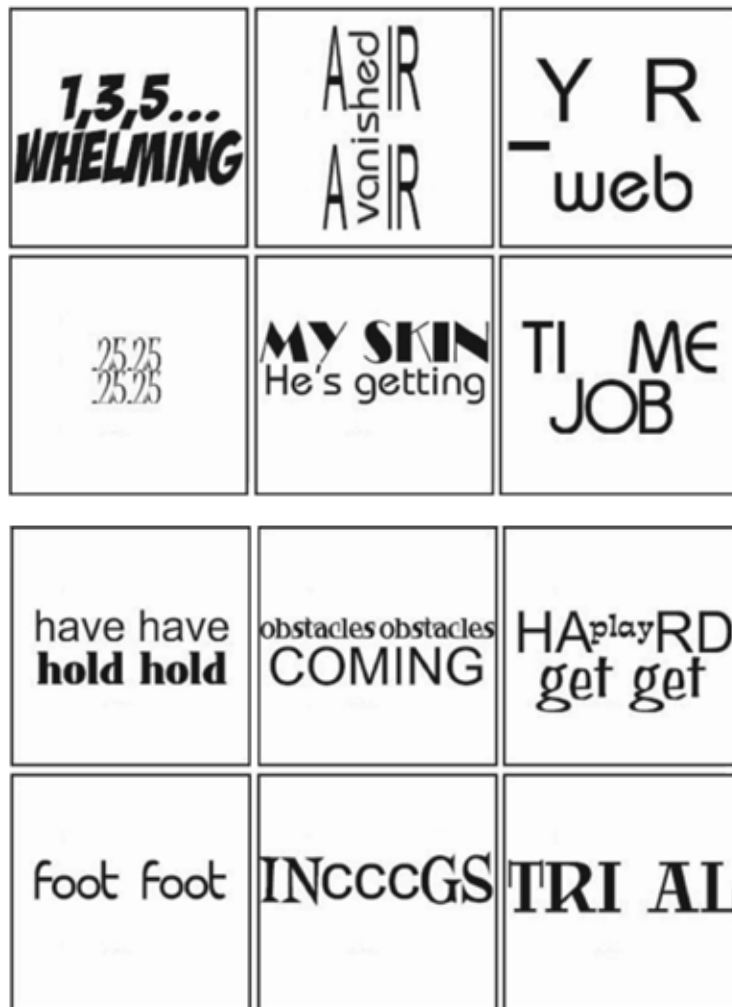 1,3,5...
WHELMING
A IR
vanished
A IR
Y R
– web
.25.25
.25.25
MY SKIN
He's getting
TI ME
JOB
have have
hold hold
obstacles obstacles
COMING
HAplayRD
get get
foot foot
INCCCGS
TRI AL